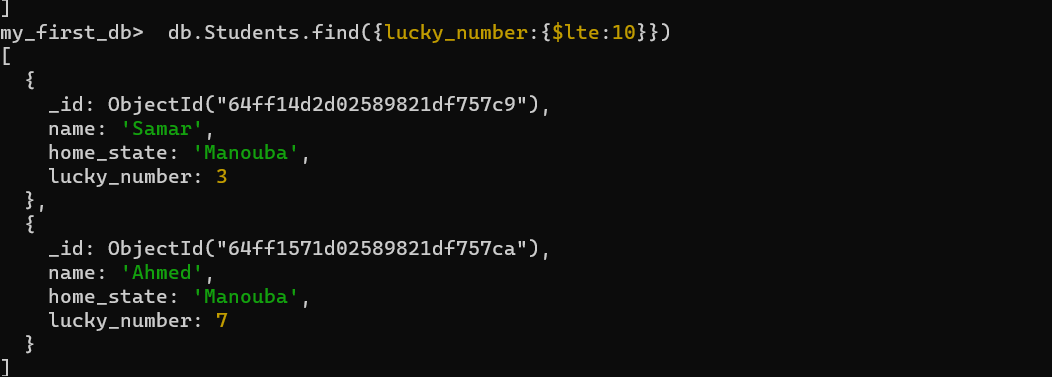 ]
my_first_db>  db.Students.find({lucky_number:{$lte:10}})
[
  {
    _id: ObjectId("64ff14d2d02589821df757c9"),
    name: 'Samar',
    home_state: 'Manouba',
    lucky_number: 3
  },
  {
    _id: ObjectId("64ff1571d02589821df757ca"),
    name: 'Ahmed',
    home_state: 'Manouba',
    lucky_number: 7
  }
]